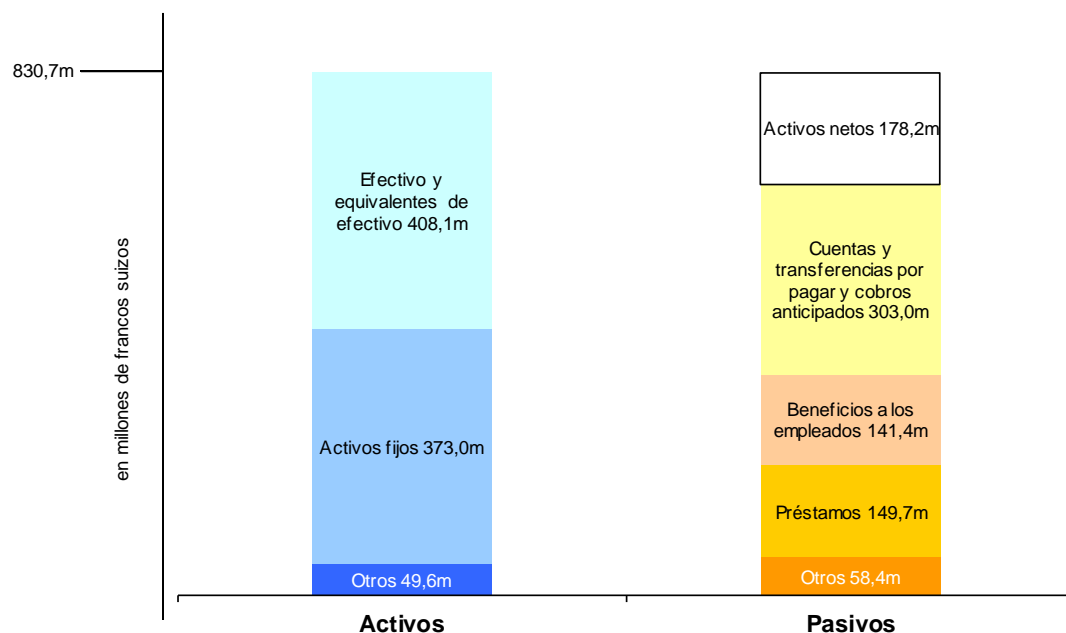 830,7m
en millones de francos suizos
Efectivo y
equivalentes de
efectivo 408,1m
Activos fijos 373,0m
Otros 49,6m
Activos
Activos netos 178,2m
Cuentas y
transferencias por
pagar y cobros
anticipados 303,0m
Beneficios a los
empleados 141,4m
Préstamos 149,7m
Otros 58,4m
Pasivos